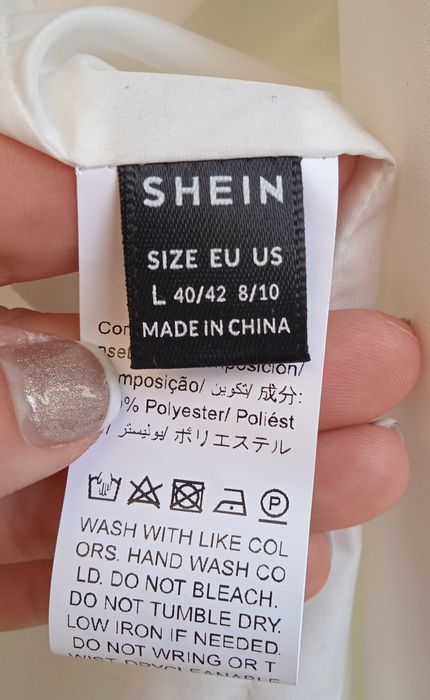 SHEIN
SIZE EU US
L 40/42 8/10
MADE IN CHINA
omposição/ تكوين/ 成分:
% Polyester/ Poliést
بوليستر/ ポリエステル
P
WASH WITH LIKE COL
ORS. HAND WASH CO
LD. DO NOT BLEACH.
DO NOT TUMBLE DRY.
LOW IRON IF NEEDED.
DO NOT WRING OR T